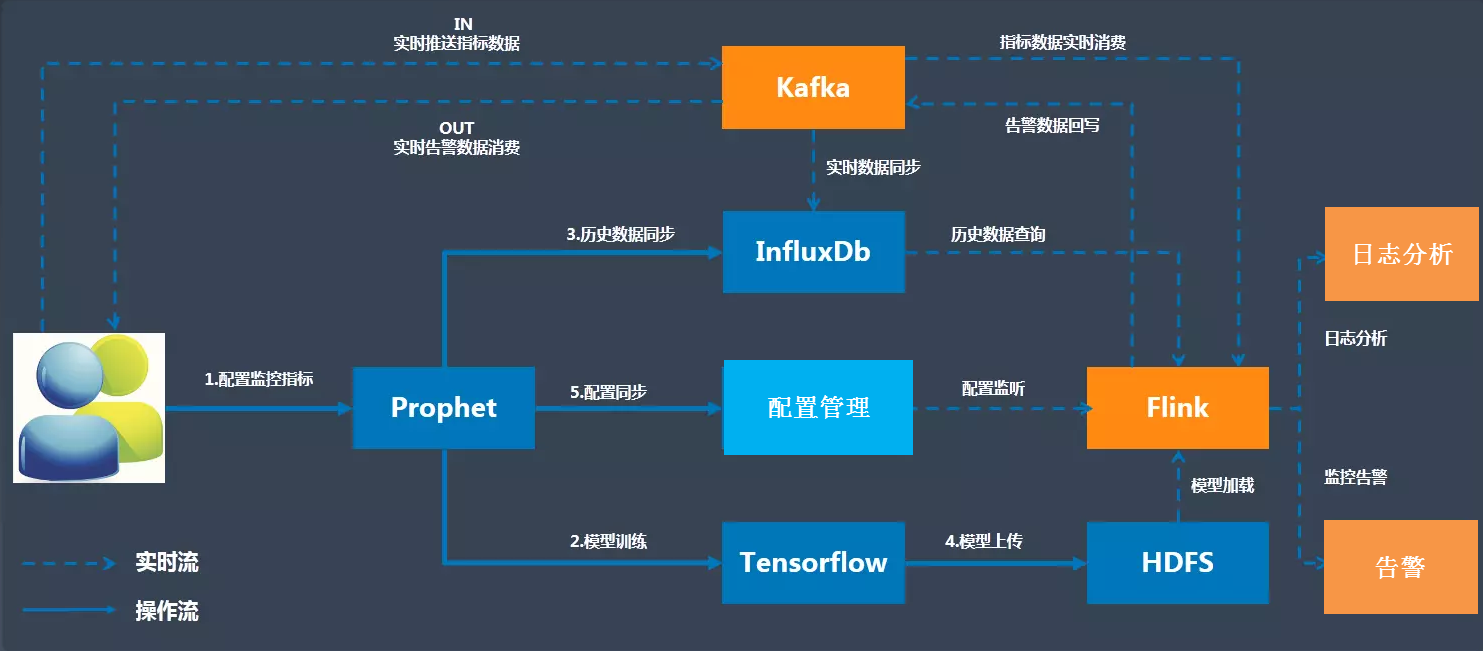 IN
实时推送指标数据
指标数据实时消费
Kafka
OUT
实时告警数据消费
告警数据回写
实时数据同步
3.历史数据同步
InfluxDb
历史数据查询
日志分析
日志分析
1.配置监控指标
Prophet
5.配置同步
配置管理
配置监听
Flink
监控告警
模型加载
2.模型训练
Tensorflow
4.模型上传
HDFS
告警
实时流
操作流